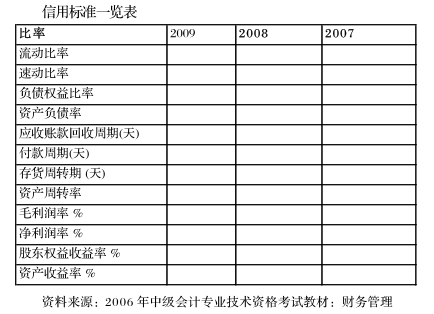 信用标准一览表
比率 2009 2008 2007
流动比率
速动比率
负债权益比率
资产负债率
应收账款回收周期(天)
付款周期(天)
存货周转期 (天)
资产周转率
毛利润率 %
净利润率 %
股东权益收益率 %
资产收益率 %
资料来源：2006 年中级会计专业技术资格考试教材：财务管理